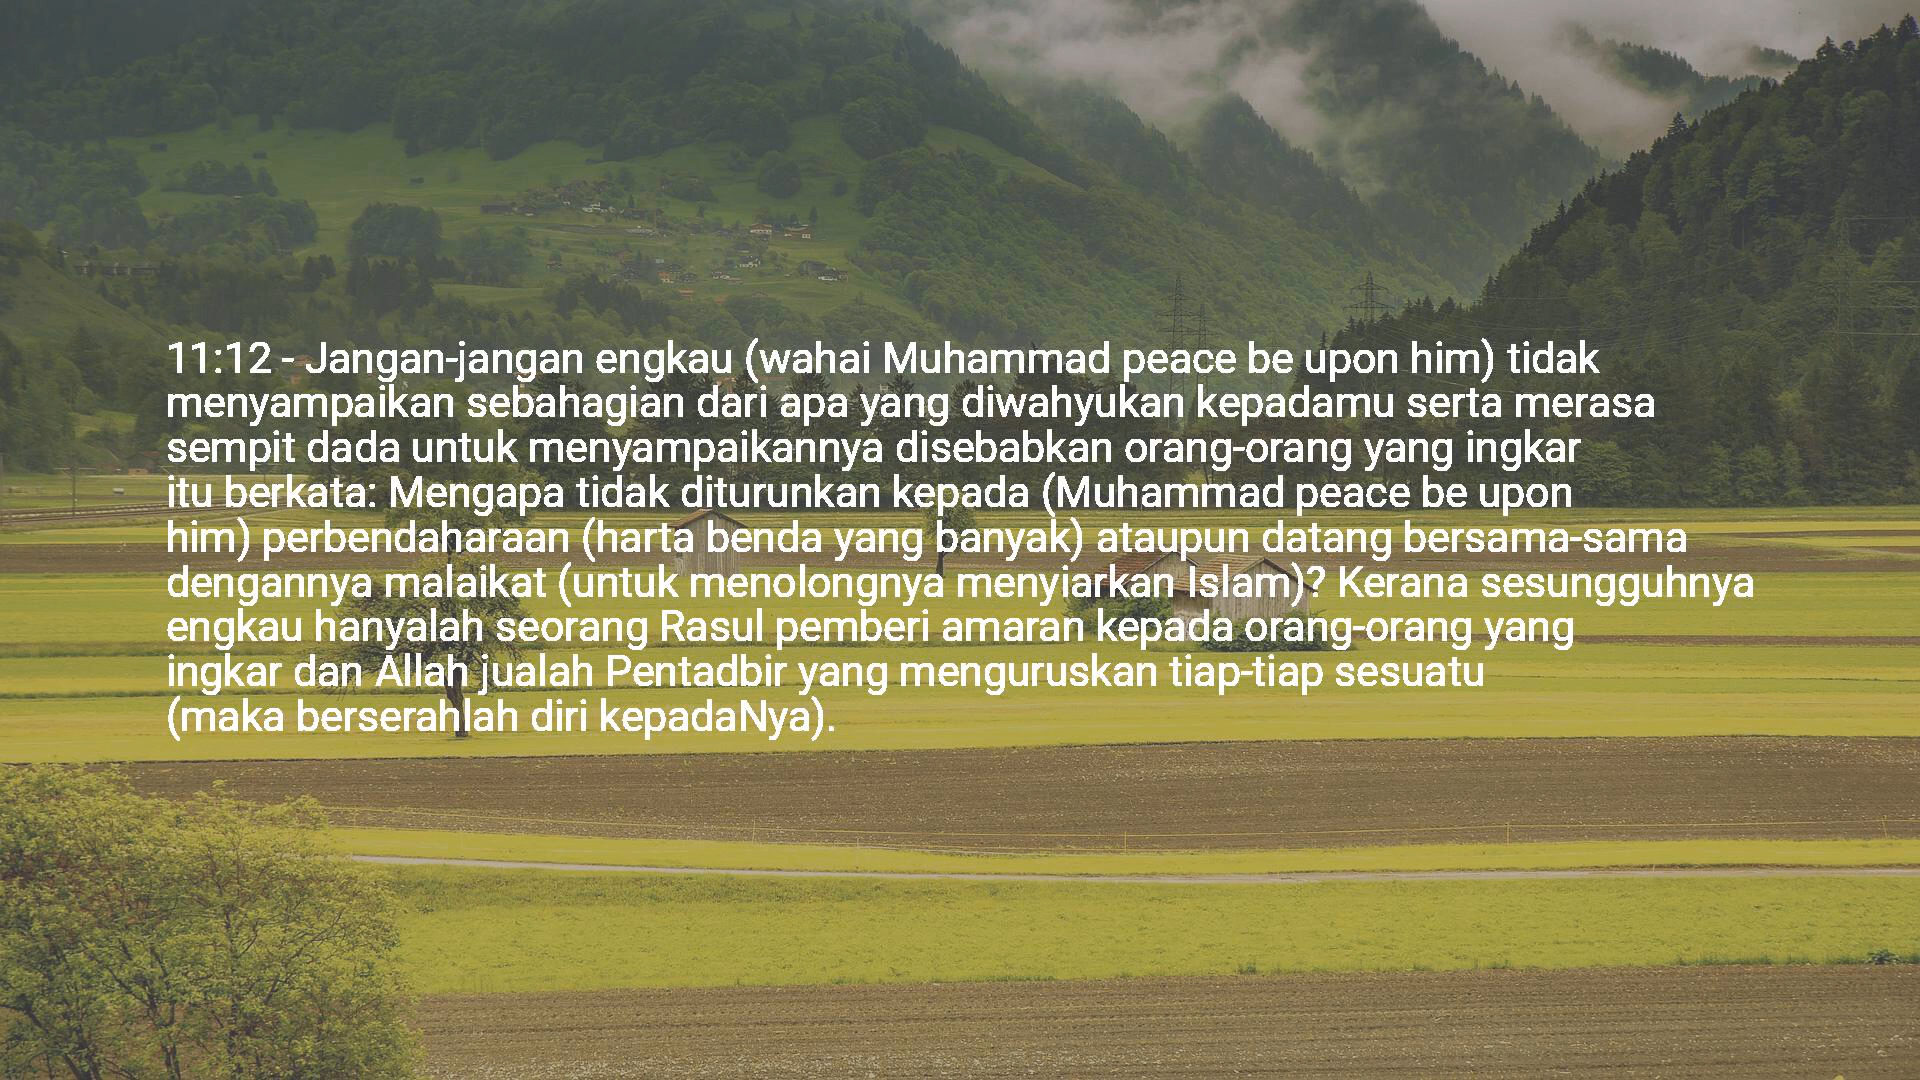 11:12 - Jangan-jangan engkau (wahai Muhammad peace be upon him) tidak
menyampaikan sebahagian dari apa yang diwahyukan kepadamu serta merasa
sempit dada untuk menyampaikannya disebabkan orang-orang yang ingkar
itu berkata: Mengapa tidak diturunkan kepada (Muhammad peace be upon
him) perbendaharaan (harta benda yang banyak) ataupun datang bersama-sama
dengannya malaikat (untuk menolongnya menyiarkan Islam)? Kerana sesungguhnya
engkau hanyalah seorang Rasul pemberi amaran kepada orang-orang yang
ingkar dan Allah jualah Pentadbir yang menguruskan tiap-tiap sesuatu
(maka berserahlah diri kepadaNya).